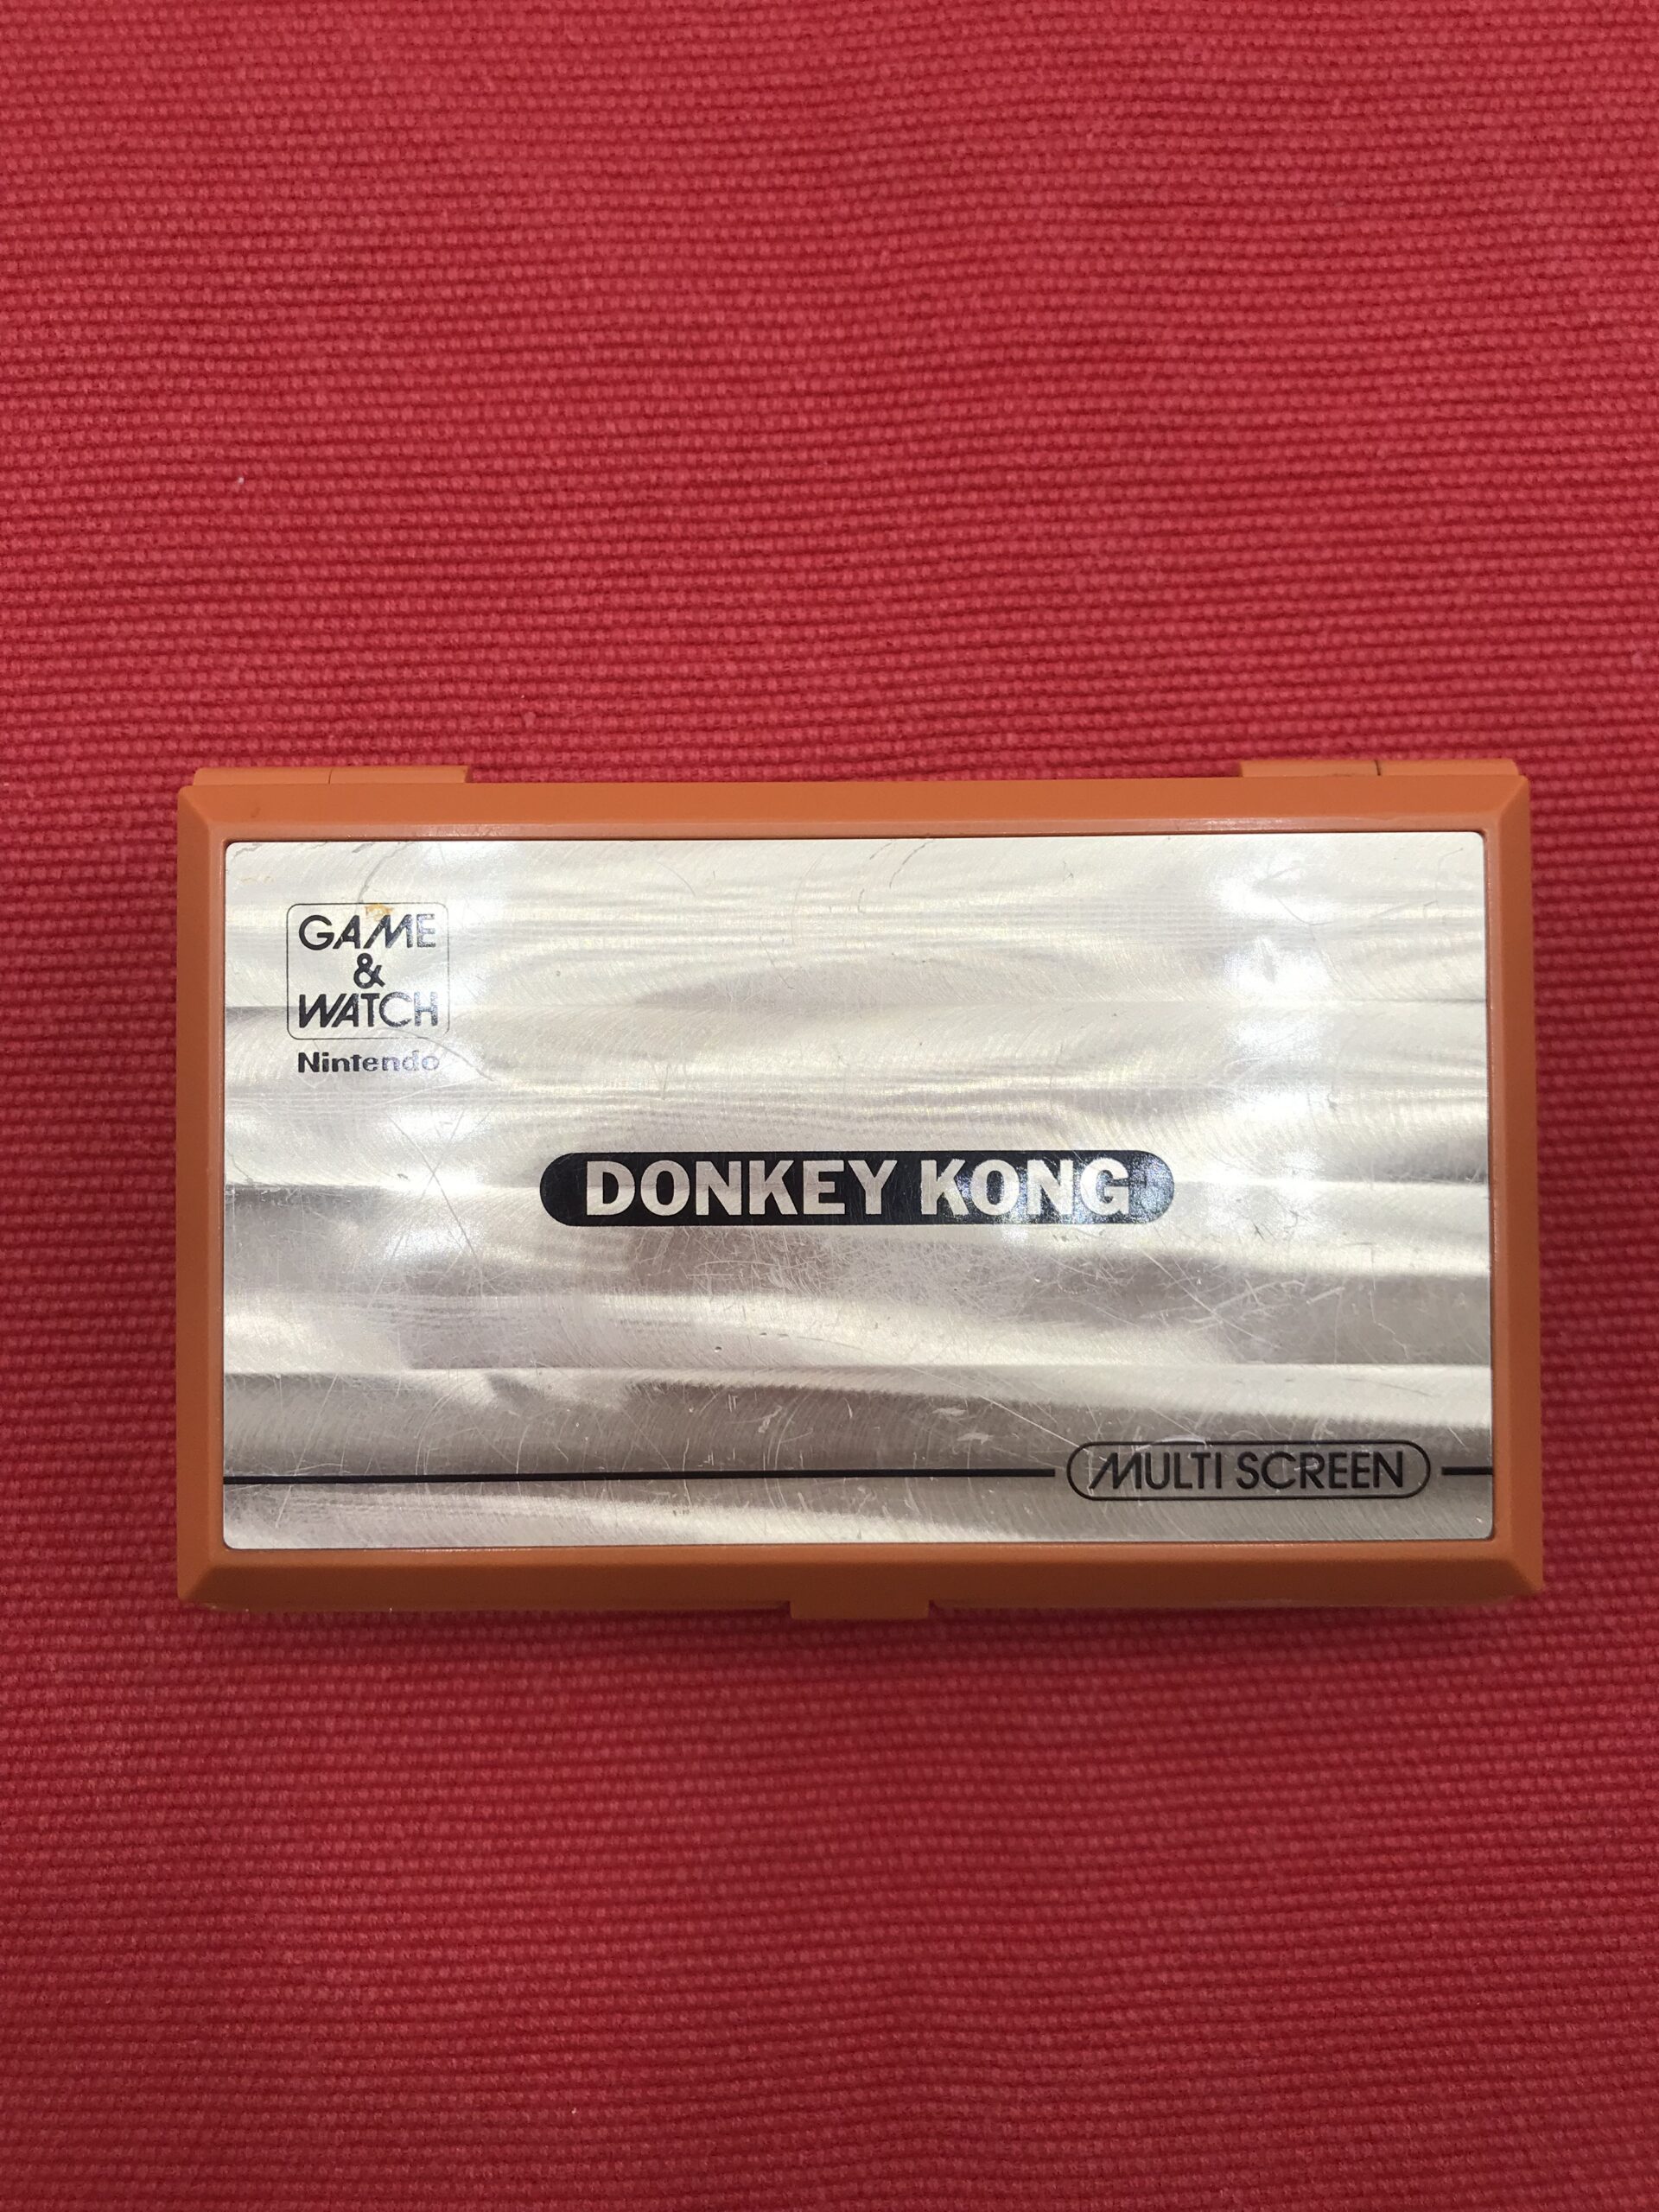 GAME
&
WATCH
Nintendo
DONKEY KONG
MULTI SCREEN